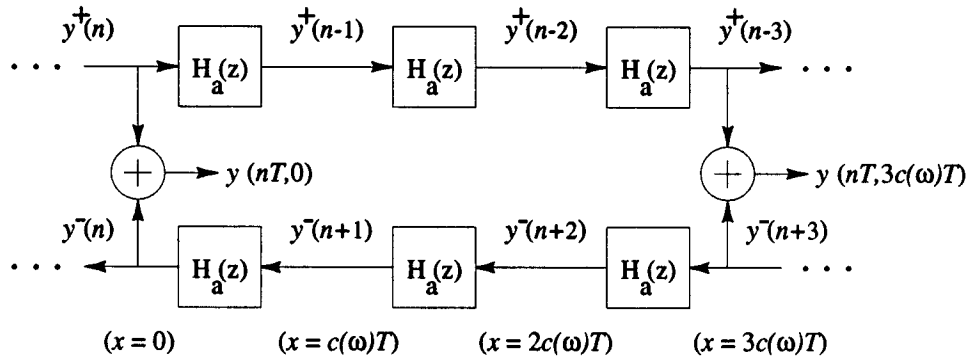 y⁺(n) y⁺(n-1) y⁺(n-2) y⁺(n-3)
· · · Hₐ(z) Hₐ(z) Hₐ(z) · · ·
+ y (nT,0) + y (nT,3c(ω)T)
y⁻(n) y⁻(n+1) y⁻(n+2) y⁻(n+3)
· · · Hₐ(z) Hₐ(z) Hₐ(z) · · ·
(x = 0) (x = c(ω)T) (x = 2c(ω)T) (x = 3c(ω)T)